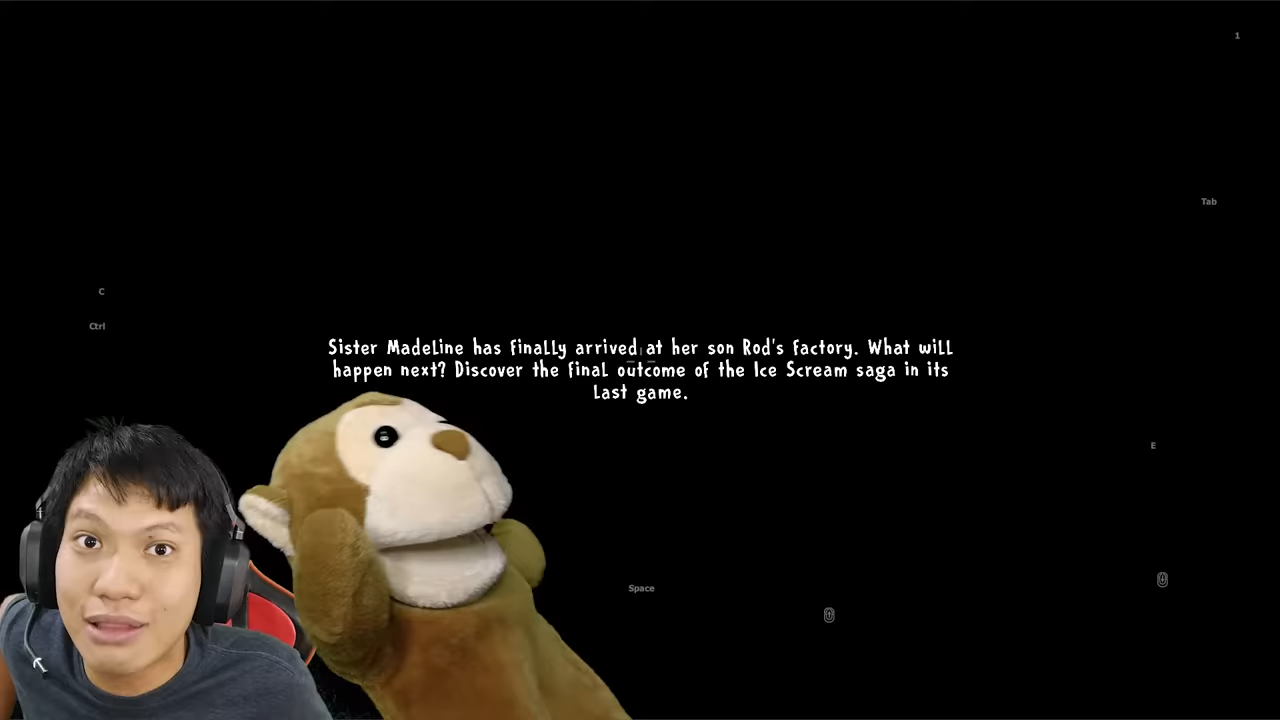 1
Tab
C
Ctrl
Sister Madeline has finally arrived at her son Rod's factory. What will
happen next? Discover the final outcome of the Ice Scream saga in its
last game.
E
Space